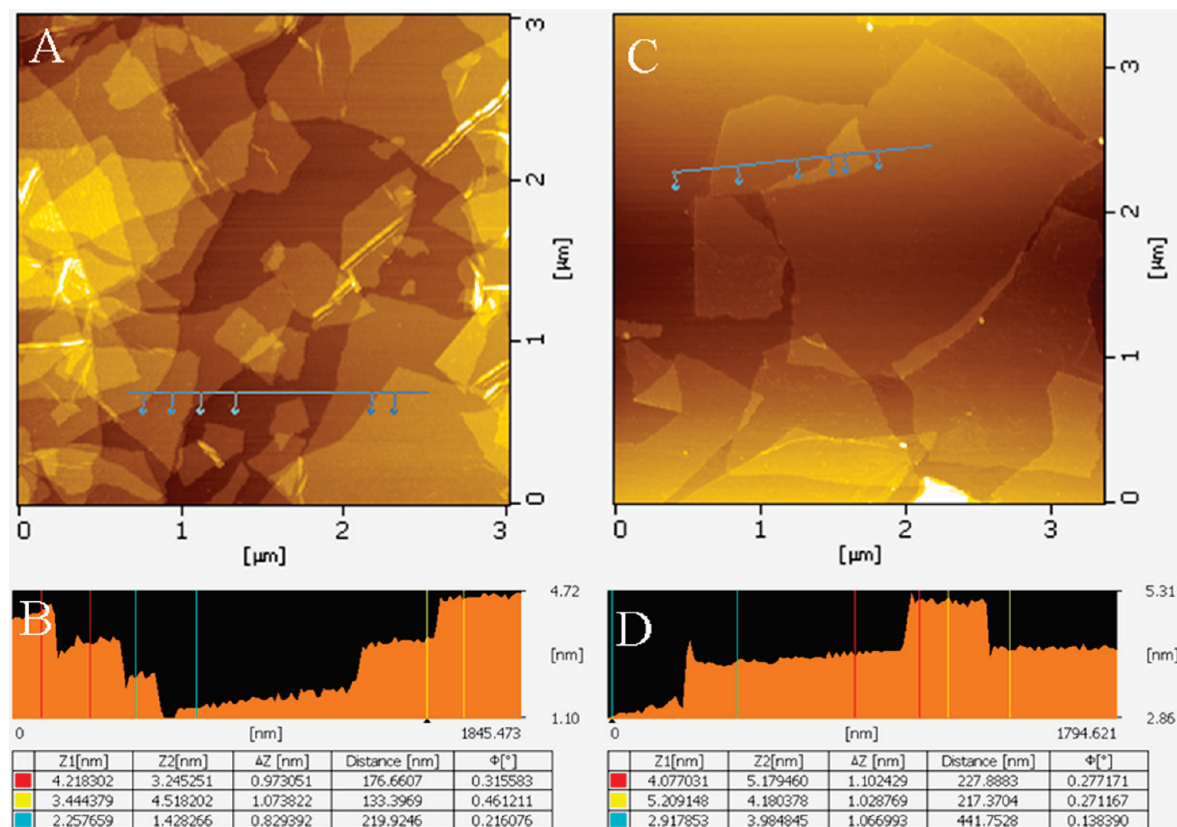 A
3
2
1
0
[µm]
0 1 2 3
[µm]
C
3
2
1
0
[µm]
0 1 2 3
[µm]
B
4.72
[nm]
1.10
0 [nm] 1845.473
Z1[nm] Z2[nm] ΔZ [nm] Distance [nm] Φ[°]
4.218302 3.245251 0.973051 176.6607 0.315583
3.444379 4.518202 1.073822 133.3969 0.461211
2.257659 1.428266 0.829392 219.9246 0.216076
D
5.31
[nm]
2.86
0 [nm] 1794.621
Z1[nm] Z2[nm] ΔZ [nm] Distance [nm] Φ[°]
4.077031 5.179460 1.102429 227.8883 0.277171
5.209148 4.180378 1.028769 217.3704 0.271167
2.917853 3.984845 1.066993 441.7528 0.138390